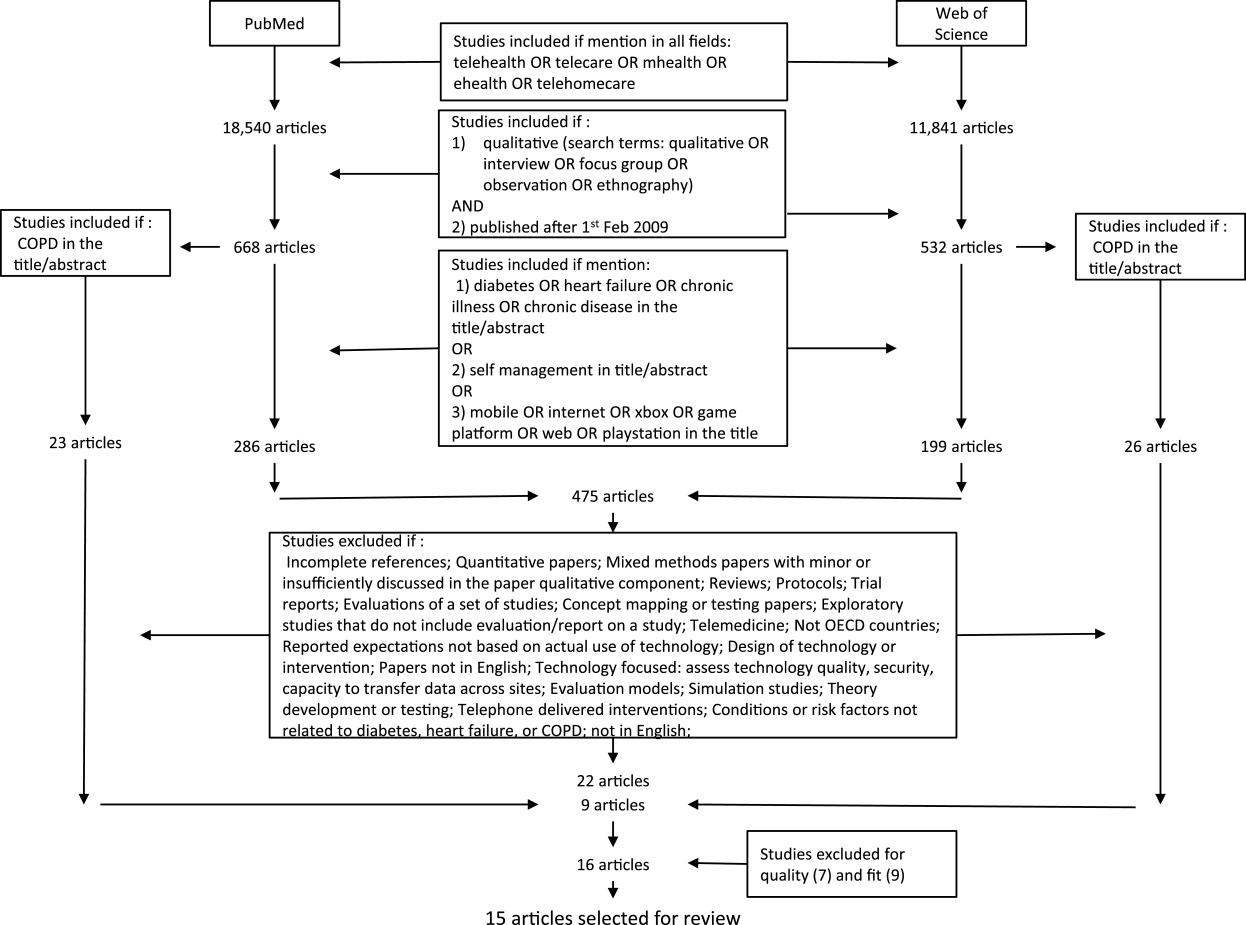 PubMed
Web of
Science
Studies included if mention in all fields:
telehealth OR telecare OR mhealth OR
ehealth OR telehomecare
18,540 articles
11,841 articles
Studies included if :
1) qualitative (search terms: qualitative OR
interview OR focus group OR
observation OR ethnography)
AND
2) published after 1st Feb 2009
Studies included if :
COPD in the
title/abstract
668 articles
532 articles
Studies included if :
COPD in the
title/abstract
Studies included if mention:
1) diabetes OR heart failure OR chronic
illness OR chronic disease in the
title/abstract
OR
2) self management in title/abstract
OR
3) mobile OR internet OR xbox OR game
platform OR web OR playstation in the title
23 articles
286 articles
199 articles
26 articles
475 articles
Studies excluded if :
Incomplete references; Quantitative papers; Mixed methods papers with minor or
insufficiently discussed in the paper qualitative component; Reviews; Protocols; Trial
reports; Evaluations of a set of studies; Concept mapping or testing papers; Exploratory
studies that do not include evaluation/report on a study; Telemedicine; Not OECD countries;
Reported expectations not based on actual use of technology; Design of technology or
intervention; Papers not in English; Technology focused: assess technology quality, security,
capacity to transfer data across sites; Evaluation models; Simulation studies; Theory
development or testing; Telephone delivered interventions; Conditions or risk factors not
related to diabetes, heart failure, or COPD; not in English;
22 articles
9 articles
16 articles
Studies excluded for
quality (7) and fit (9)
15 articles selected for review